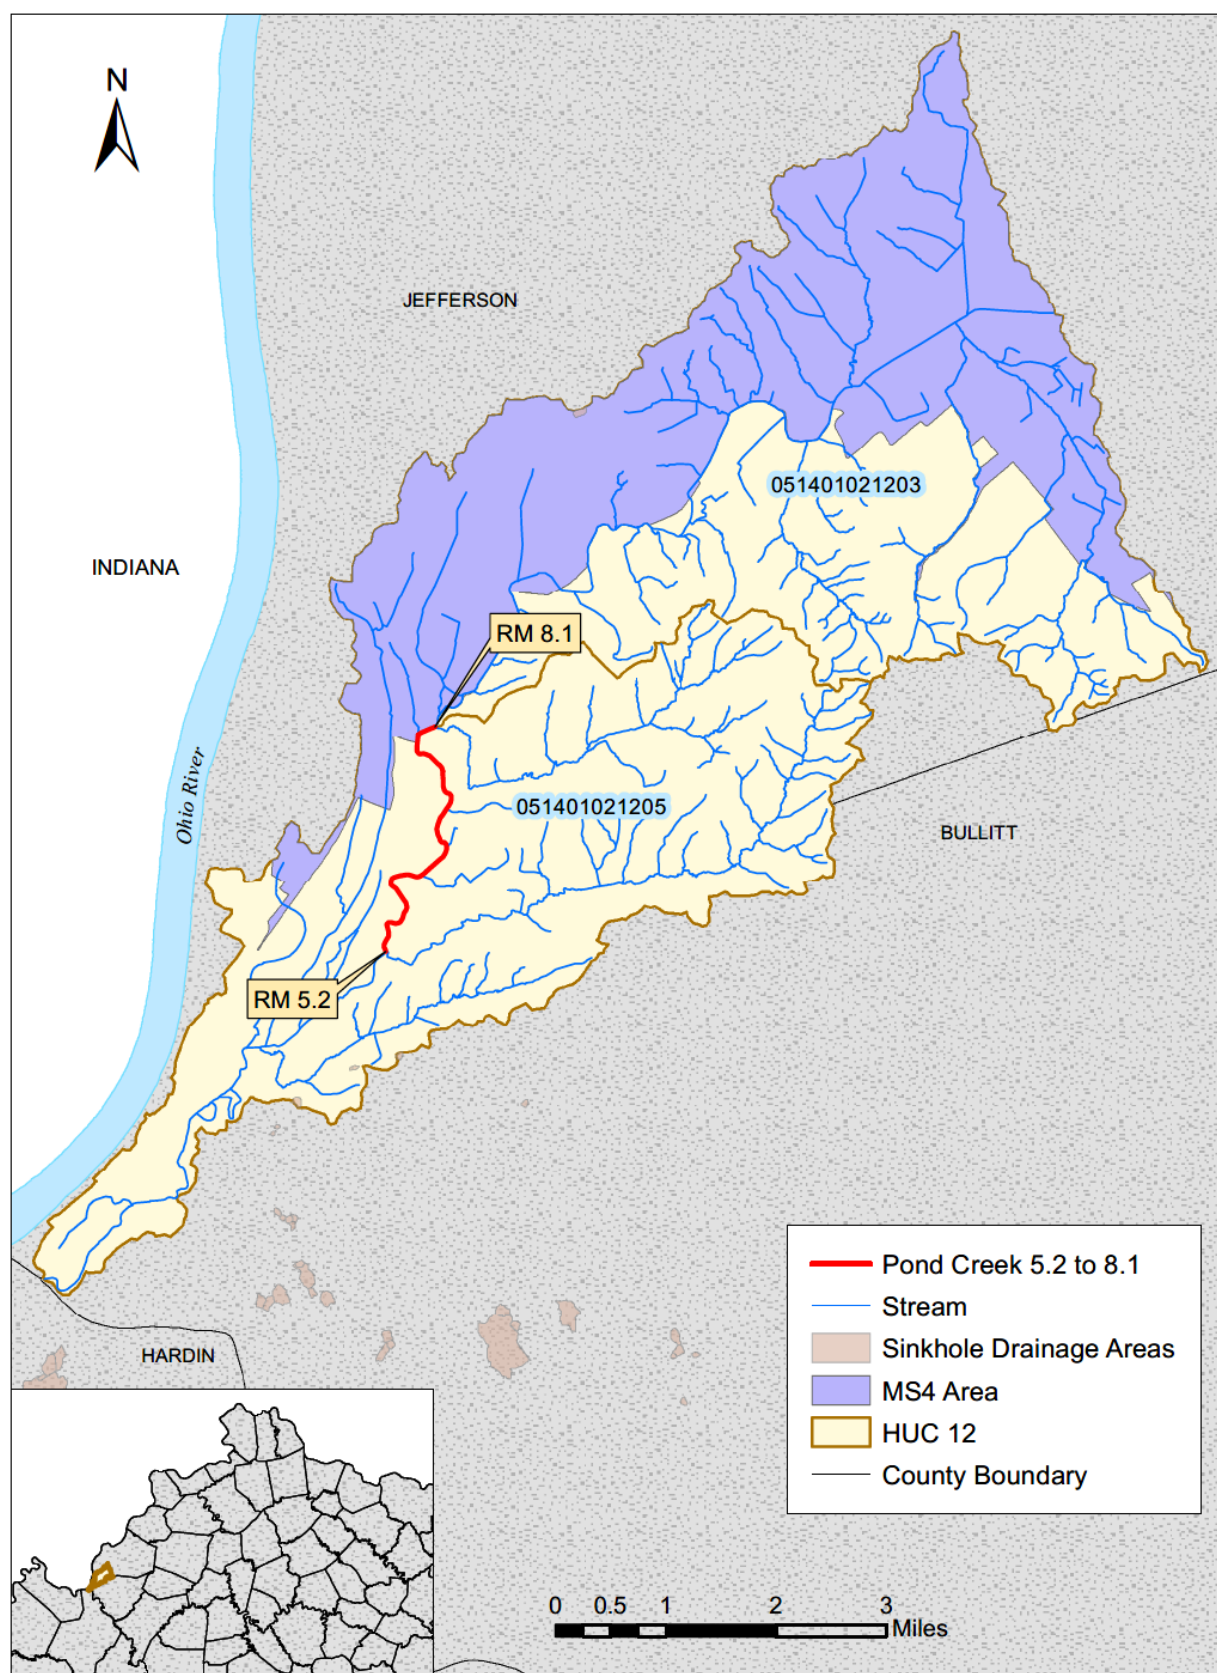 N
JEFFERSON
051401021203
INDIANA
RM 8.1
Ohio River
051401021205
BULLITT
RM 5.2
Pond Creek 5.2 to 8.1
Stream
Sinkhole Drainage Areas
MS4 Area
HUC 12
County Boundary
HARDIN
0 0.5 1 2 3
Miles